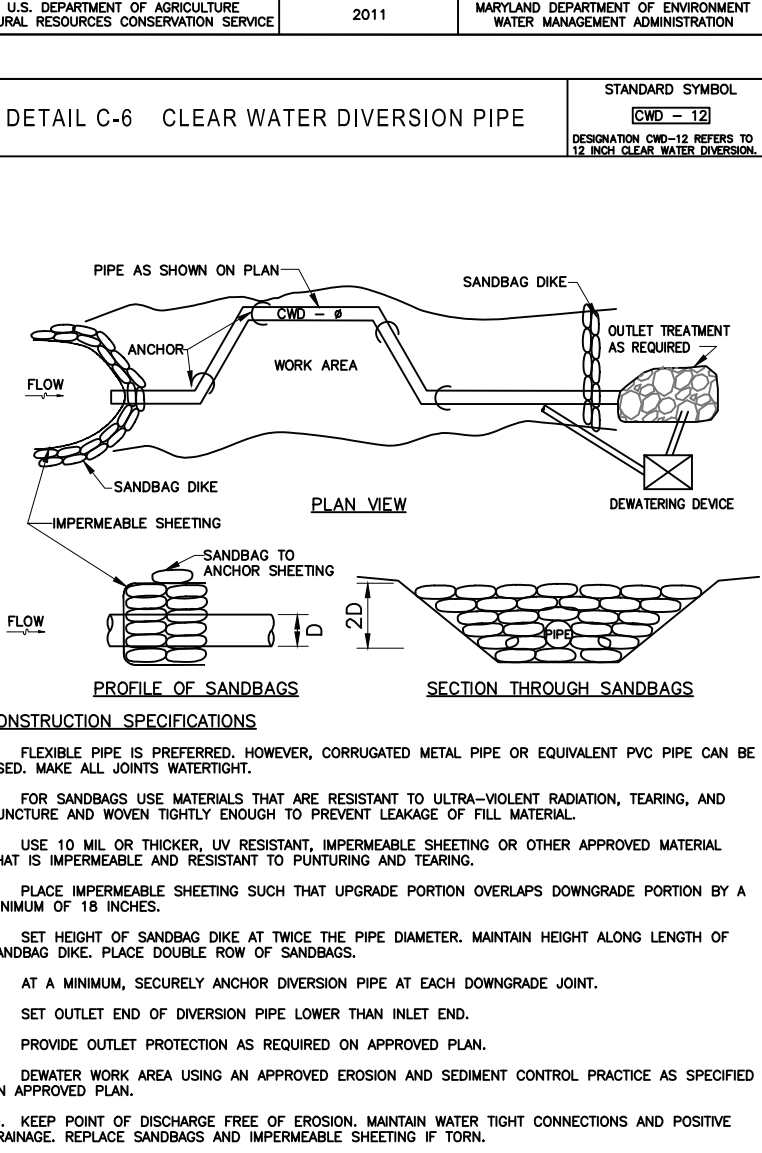 U.S. DEPARTMENT OF AGRICULTURE
RESOURCES CONSERVATION SERVICE
2011
MARYLAND DEPARTMENT OF ENVIRONMENT
WATER MANAGEMENT ADMINISTRATION
DETAIL C-6 CLEAR WATER DIVERSION PIPE
STANDARD SYMBOL
CWD - 12
DESIGNATION CWD-12 REFERS TO
12 INCH CLEAR WATER DIVERSION.
PIPE AS SHOWN ON PLAN
SANDBAG DIKE
CWD - ø
ANCHOR
WORK AREA
OUTLET TREATMENT
AS REQUIRED
FLOW
SANDBAG DIKE
PLAN VIEW
DEWATERING DEVICE
IMPERMEABLE SHEETING
SANDBAG TO
ANCHOR SHEETING
FLOW
D
2D
PIPE
PROFILE OF SANDBAGS
SECTION THROUGH SANDBAGS
ONSTRUCTION SPECIFICATIONS
FLEXIBLE PIPE IS PREFERRED. HOWEVER, CORRUGATED METAL PIPE OR EQUIVALENT PVC PIPE CAN BE
SED. MAKE ALL JOINTS WATERTIGHT.
FOR SANDBAGS USE MATERIALS THAT ARE RESISTANT TO ULTRA-VIOLENT RADIATION, TEARING, AND
UNCTURE AND WOVEN TIGHTLY ENOUGH TO PREVENT LEAKAGE OF FILL MATERIAL.
USE 10 MIL OR THICKER, UV RESISTANT, IMPERMEABLE SHEETING OR OTHER APPROVED MATERIAL
HAT IS IMPERMEABLE AND RESISTANT TO PUNTURING AND TEARING.
PLACE IMPERMEABLE SHEETING SUCH THAT UPGRADE PORTION OVERLAPS DOWNGRADE PORTION BY A
NIMUM OF 18 INCHES.
SET HEIGHT OF SANDBAG DIKE AT TWICE THE PIPE DIAMETER. MAINTAIN HEIGHT ALONG LENGTH OF
ANDBAG DIKE. PLACE DOUBLE ROW OF SANDBAGS.
AT A MINIMUM, SECURELY ANCHOR DIVERSION PIPE AT EACH DOWNGRADE JOINT.
SET OUTLET END OF DIVERSION PIPE LOWER THAN INLET END.
PROVIDE OUTLET PROTECTION AS REQUIRED ON APPROVED PLAN.
DEWATER WORK AREA USING AN APPROVED EROSION AND SEDIMENT CONTROL PRACTICE AS SPECIFIED
N APPROVED PLAN.
. KEEP POINT OF DISCHARGE FREE OF EROSION. MAINTAIN WATER TIGHT CONNECTIONS AND POSITIVE
RAINAGE. REPLACE SANDBAGS AND IMPERMEABLE SHEETING IF TORN.